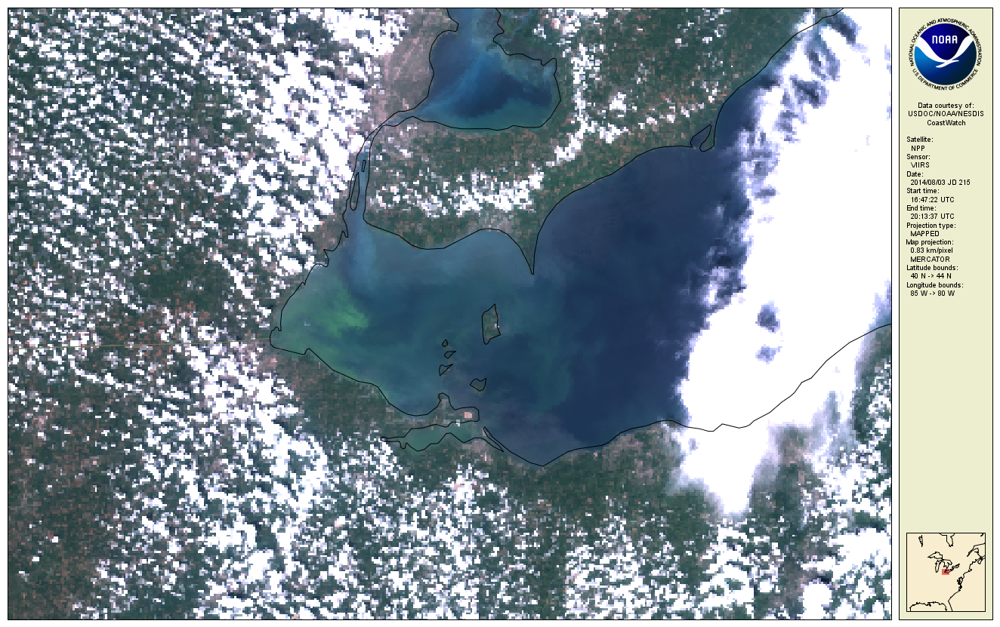 NATIONAL OCEANIC AND ATMOSPHERIC ADMINISTRATION
NOAA
U.S. DEPARTMENT OF COMMERCE
Data courtesy of:
USDOC/NOAA/NESDIS
CoastWatch
Satellite:
NPP
Sensor:
VIIRS
Date:
2014/08/03 JD 215
Start time:
16:47:22 UTC
End time:
20:13:37 UTC
Projection type:
MAPPED
Map projection:
0.83 km/pixel
MERCATOR
Latitude bounds:
40 N -> 44 N
Longitude bounds:
85 W -> 80 W